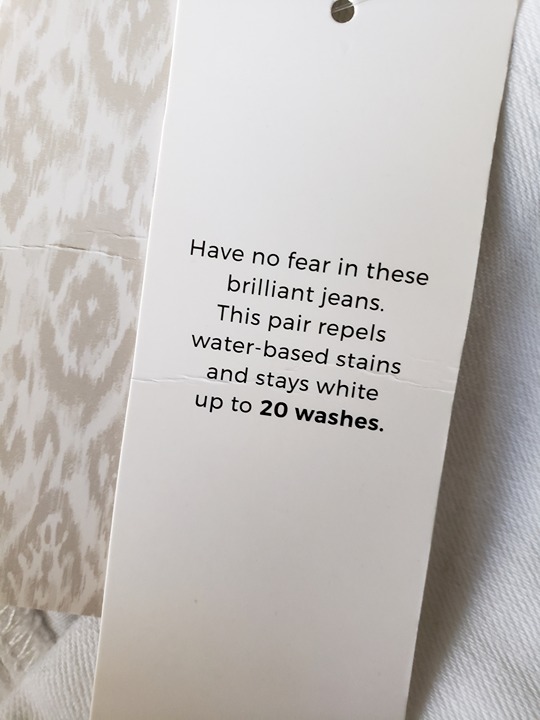 Have no fear in these
brilliant jeans.
This pair repels
water-based stains
and stays white
up to 20 washes.